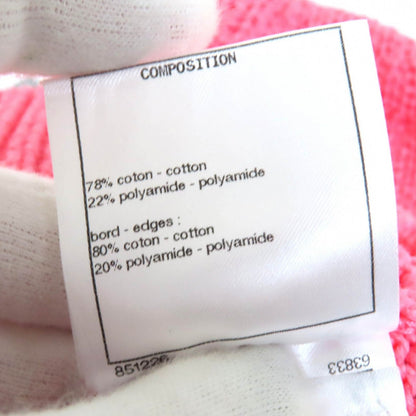 COMPOSITION
78% coton - cotton
22% polyamide - polyamide
bord - edges :
80% coton - cotton
20% polyamide - polyamide
851226
63833